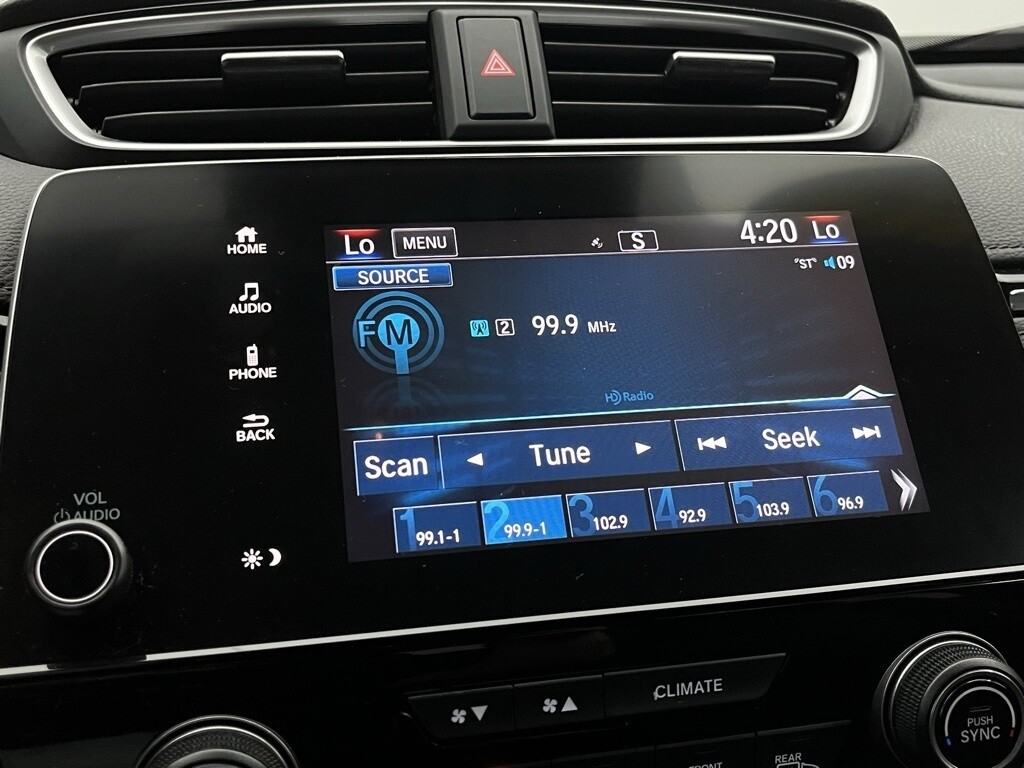 Lo MENU S 4:20 Lo
SOURCE "ST" 09
HOME
AUDIO
PHONE
BACK
FM 2 99.9 MHz
HD Radio
Scan Tune Seek
1 99.1-1 2 99.9-1 3 102.9 4 92.9 5 103.9 6 96.9
VOL
AUDIO
CLIMATE
PUSH
SYNC
FRONT
REAR